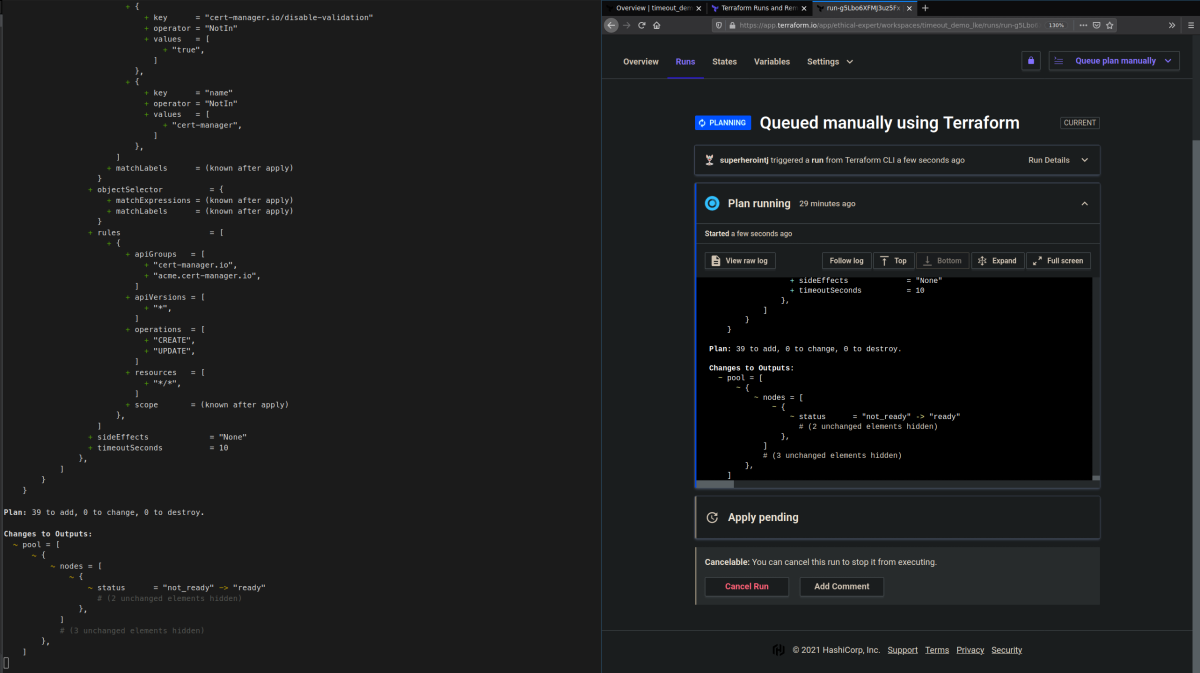 + {
+ key      = "cert-manager.io/disable-validation"
+ operator = "NotIn"
+ values   = [
+ "true",
]
},
+ {
+ key      = "name"
+ operator = "NotIn"
+ values   = [
+ "cert-manager",
]
},
]
+ matchLabels      = (known after apply)
}
+ objectSelector          = {
+ matchExpressions = (known after apply)
+ matchLabels      = (known after apply)
}
+ rules                   = [
+ {
+ apiGroups   = [
+ "cert-manager.io",
+ "acme.cert-manager.io",
]
+ apiVersions = [
+ "*",
]
+ operations  = [
+ "CREATE",
+ "UPDATE",
]
+ resources   = [
+ "*/*",
]
+ scope       = (known after apply)
},
]
+ sideEffects             = "None"
+ timeoutSeconds          = 10
},
]
}
}
Plan: 39 to add, 0 to change, 0 to destroy.
Changes to Outputs:
~ pool = [
~ {
~ nodes = [
~ {
~ status      = "not_ready" -> "ready"
# (2 unchanged elements hidden)
},
]
# (3 unchanged elements hidden)
},
]
Overview | timeout_dem
Terraform Runs and Rem
run-g5Lbo6XFMj3uz5Fx
https://app.terraform.io/app/ethical-expert/workspaces/timeout_demo_lke/runs/run-g5Lbo
130%
Overview Runs States Variables Settings
Queue plan manually
PLANNING
Queued manually using Terraform
CURRENT
superherointj triggered a run from Terraform CLI a few seconds ago
Run Details
Plan running 29 minutes ago
Started a few seconds ago
View raw log
Follow log Top Bottom Expand Full screen
+ sideEffects             = "None"
+ timeoutSeconds          = 10
},
]
}
}
Plan: 39 to add, 0 to change, 0 to destroy.
Changes to Outputs:
~ pool = [
~ {
~ nodes = [
~ {
~ status      = "not_ready" -> "ready"
# (2 unchanged elements hidden)
},
]
# (3 unchanged elements hidden)
},
]
Apply pending
Cancelable: You can cancel this run to stop it from executing.
Cancel Run
Add Comment
© 2021 HashiCorp, Inc. Support Terms Privacy Security